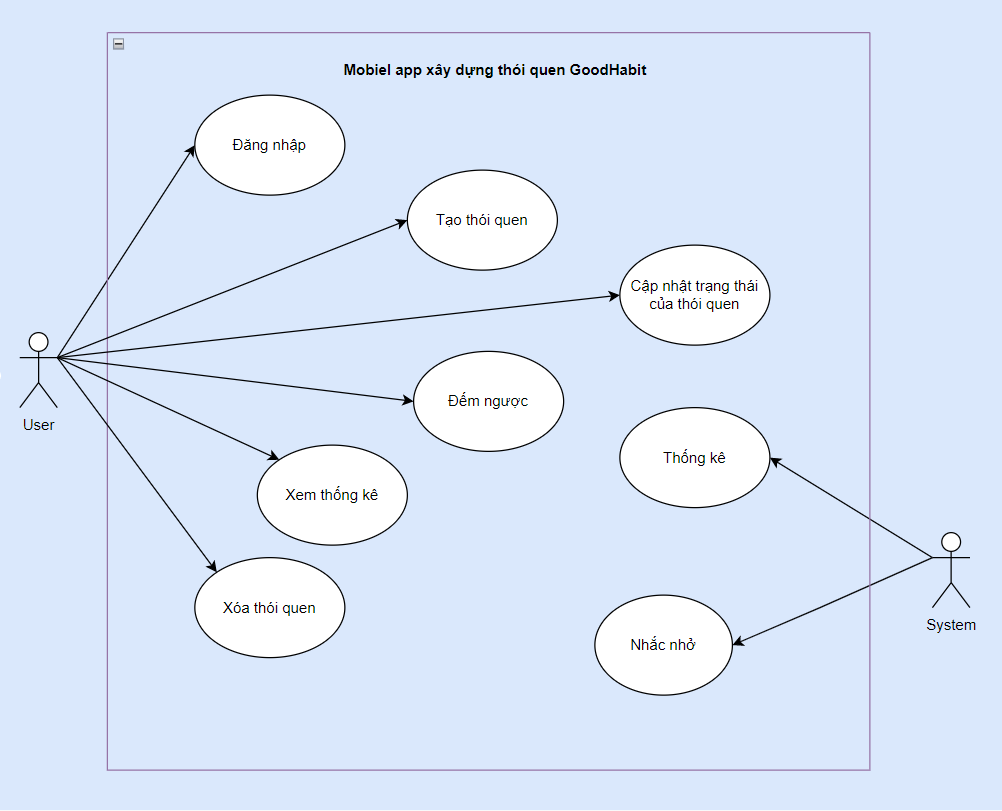 Mobiel app xây dựng thói quen GoodHabit
Đăng nhập
Tạo thói quen
Cập nhật trạng thái
của thói quen
Đếm ngược
User
Thống kê
Xem thống kê
Xóa thói quen
System
Nhắc nhở